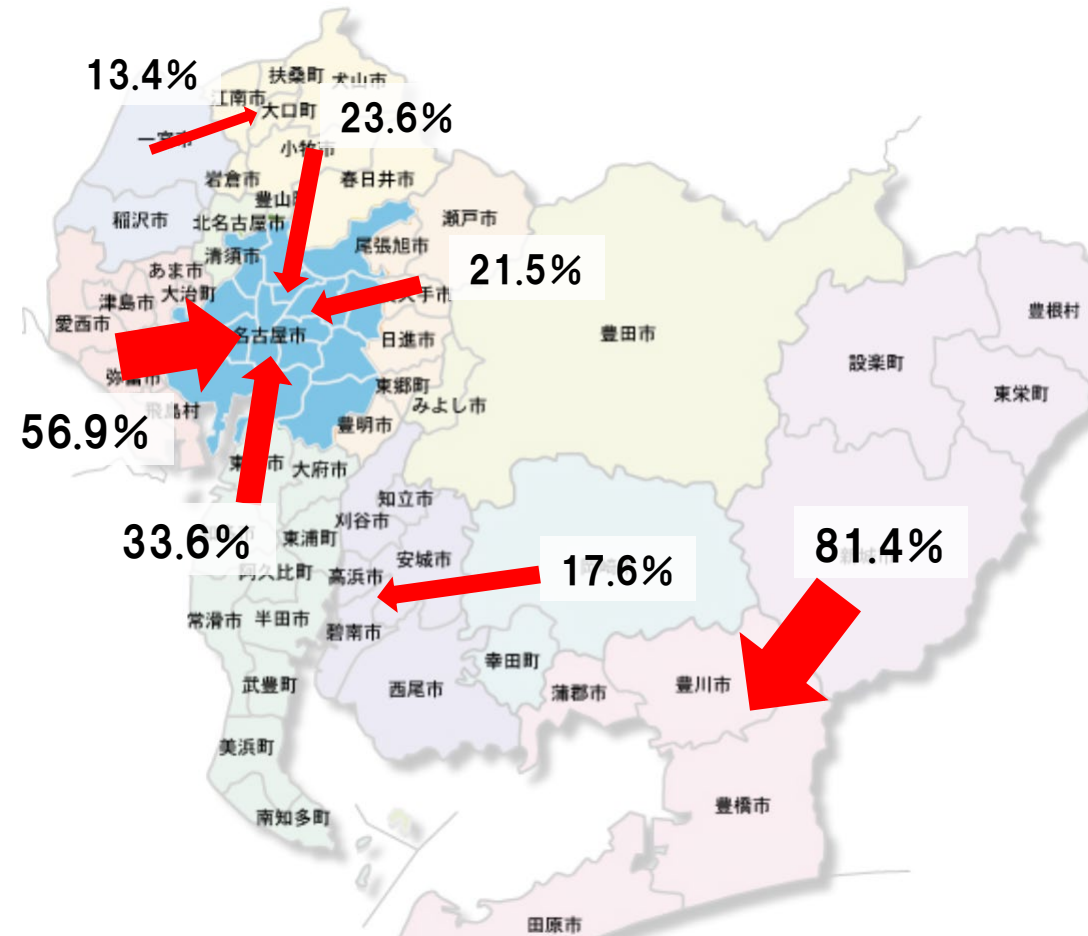 扶桑町
犬山市
13.4%
江南市
大口町
23.6%
小牧市
岩倉市
春日井市
稲沢市
北名古屋市
瀬戸市
尾張旭市
清須市
あま市
21.5%
津島市
大治町
愛西市
名古屋市
日進市
豊田市
豊根村
設楽町
東栄町
東郷町
みよし市
56.9%
豊明市
大府市
知立市
刈谷市
33.6%
東浦町
安城市
81.4%
阿久比町
高浜市
17.6%
常滑市
半田市
碧南市
幸田町
武豊町
西尾市
蒲郡市
豊川市
美浜町
豊橋市
南知多町
田原市